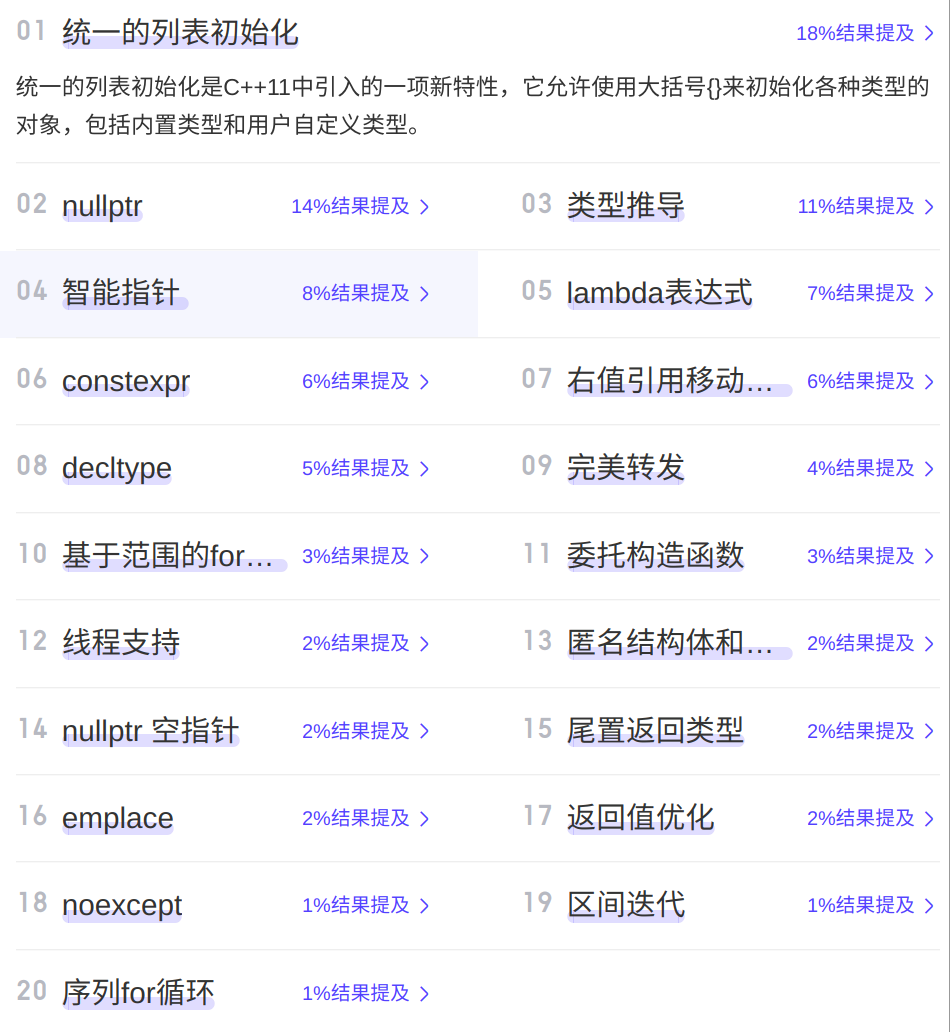 01 统一的列表初始化 18%结果提及
统一的列表初始化是C++11中引入的一项新特性，它允许使用大括号{}来初始化各种类型的
对象，包括内置类型和用户自定义类型。
02 nullptr 14%结果提及 03 类型推导 11%结果提及
04 智能指针 8%结果提及 05 lambda表达式 7%结果提及
06 constexpr 6%结果提及 07 右值引用移动... 6%结果提及
08 decltype 5%结果提及 09 完美转发 4%结果提及
10 基于范围的for... 3%结果提及 11 委托构造函数 3%结果提及
12 线程支持 2%结果提及 13 匿名结构体和... 2%结果提及
14 nullptr 空指针 2%结果提及 15 尾置返回类型 2%结果提及
16 emplace 2%结果提及 17 返回值优化 2%结果提及
18 noexcept 1%结果提及 19 区间迭代 1%结果提及
20 序列for循环 1%结果提及